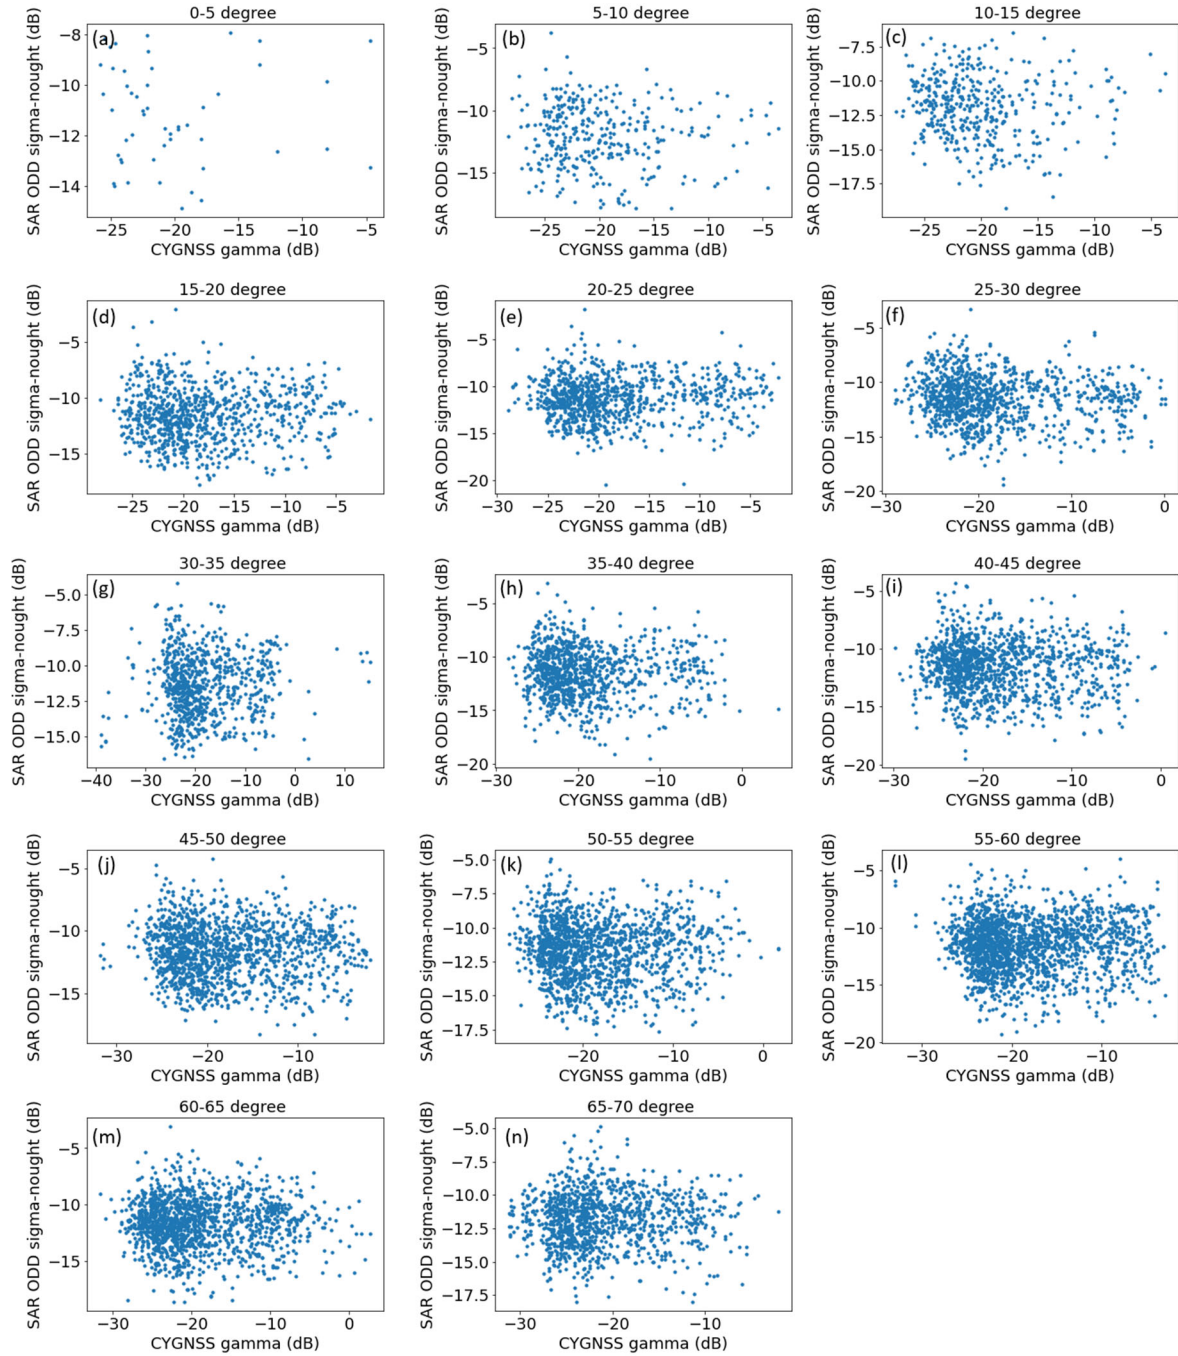 0-5 degree
(a)
SAR ODD sigma-nought (dB)
−8
−10
−12
−14
−25 −20 −15 −10 −5
CYGNSS gamma (dB)
5-10 degree
(b)
SAR ODD sigma-nought (dB)
−5
−10
−15
−25 −20 −15 −10 −5
CYGNSS gamma (dB)
10-15 degree
(c)
SAR ODD sigma-nought (dB)
−7.5
−10.0
−12.5
−15.0
−17.5
−25 −20 −15 −10 −5
CYGNSS gamma (dB)
15-20 degree
(d)
SAR ODD sigma-nought (dB)
−5
−10
−15
−25 −20 −15 −10 −5
CYGNSS gamma (dB)
20-25 degree
(e)
SAR ODD sigma-nought (dB)
−5
−10
−15
−20
−30 −25 −20 −15 −10 −5
CYGNSS gamma (dB)
25-30 degree
(f)
SAR ODD sigma-nought (dB)
−5
−10
−15
−20
−30 −20 −10 0
CYGNSS gamma (dB)
30-35 degree
(g)
SAR ODD sigma-nought (dB)
−5.0
−7.5
−10.0
−12.5
−15.0
−40 −30 −20 −10 0 10
CYGNSS gamma (dB)
35-40 degree
(h)
SAR ODD sigma-nought (dB)
−5
−10
−15
−20
−30 −20 −10 0
CYGNSS gamma (dB)
40-45 degree
(i)
SAR ODD sigma-nought (dB)
−5
−10
−15
−20
−30 −20 −10 0
CYGNSS gamma (dB)
45-50 degree
(j)
SAR ODD sigma-nought (dB)
−5
−10
−15
−30 −20 −10
CYGNSS gamma (dB)
50-55 degree
(k)
SAR ODD sigma-nought (dB)
−5.0
−7.5
−10.0
−12.5
−15.0
−17.5
−20 −10 0
CYGNSS gamma (dB)
55-60 degree
(l)
SAR ODD sigma-nought (dB)
−5
−10
−15
−20
−30 −20 −10
CYGNSS gamma (dB)
60-65 degree
(m)
SAR ODD sigma-nought (dB)
−5
−10
−15
−30 −20 −10 0
CYGNSS gamma (dB)
65-70 degree
(n)
SAR ODD sigma-nought (dB)
−5.0
−7.5
−10.0
−12.5
−15.0
−17.5
−30 −20 −10
CYGNSS gamma (dB)